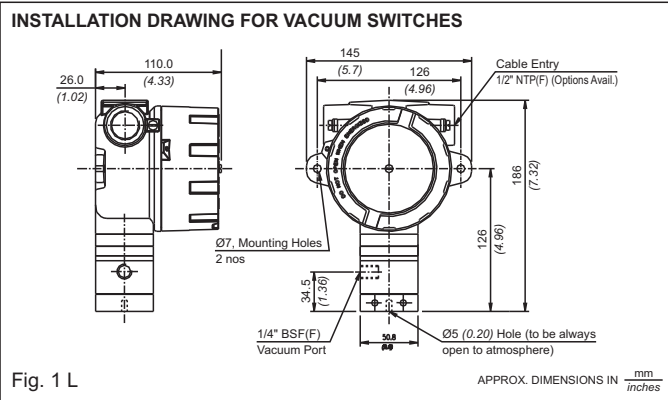 INSTALLATION DRAWING FOR VACUUM SWITCHES
110.0
(4.33)
26.0
(1.02)
145
(5.7)
126
(4.96)
Cable Entry
1/2" NTP(F) (Options Avail.)
186
(7.32)
126
(4.96)
Ø7, Mounting Holes
2 nos
34.5
(1.36)
1/4" BSF(F)
Vacuum Port
50.8
Ø5 (0.20) Hole (to be always
open to atmosphere)
Fig. 1 L
APPROX. DIMENSIONS IN mm
inches